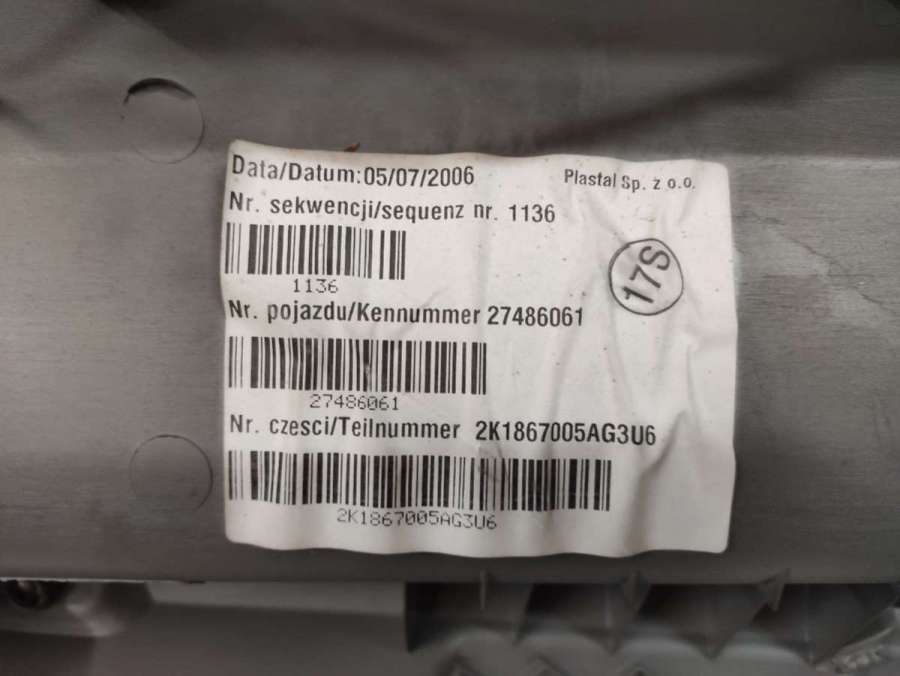 Data/Datum:05/07/2006
Plastal Sp. z o.o.
Nr. sekwencji/sequenz nr. 1136
17S
1136
Nr. pojazdu/Kennummer 27486061
27486061
Nr. czesci/Teilnummer 2K1867005AG3U6
2K1867005AG3U6